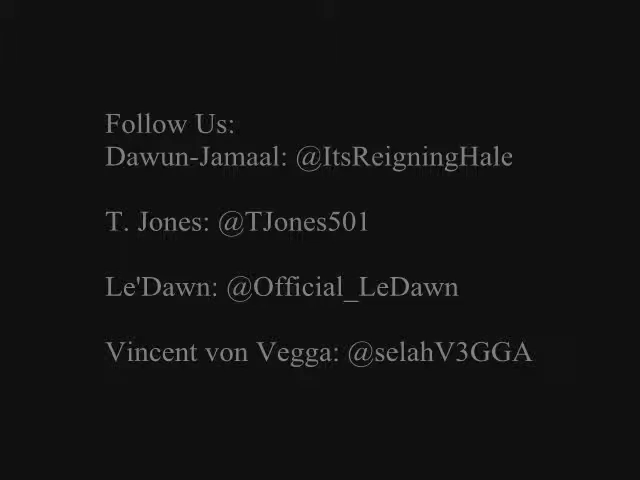 Follow Us:
Dawun-Jamaal: @ItsReigningHale
T. Jones: @TJones501
Le'Dawn: @Official_LeDawn
Vincent von Vegga: @selahV3GGA